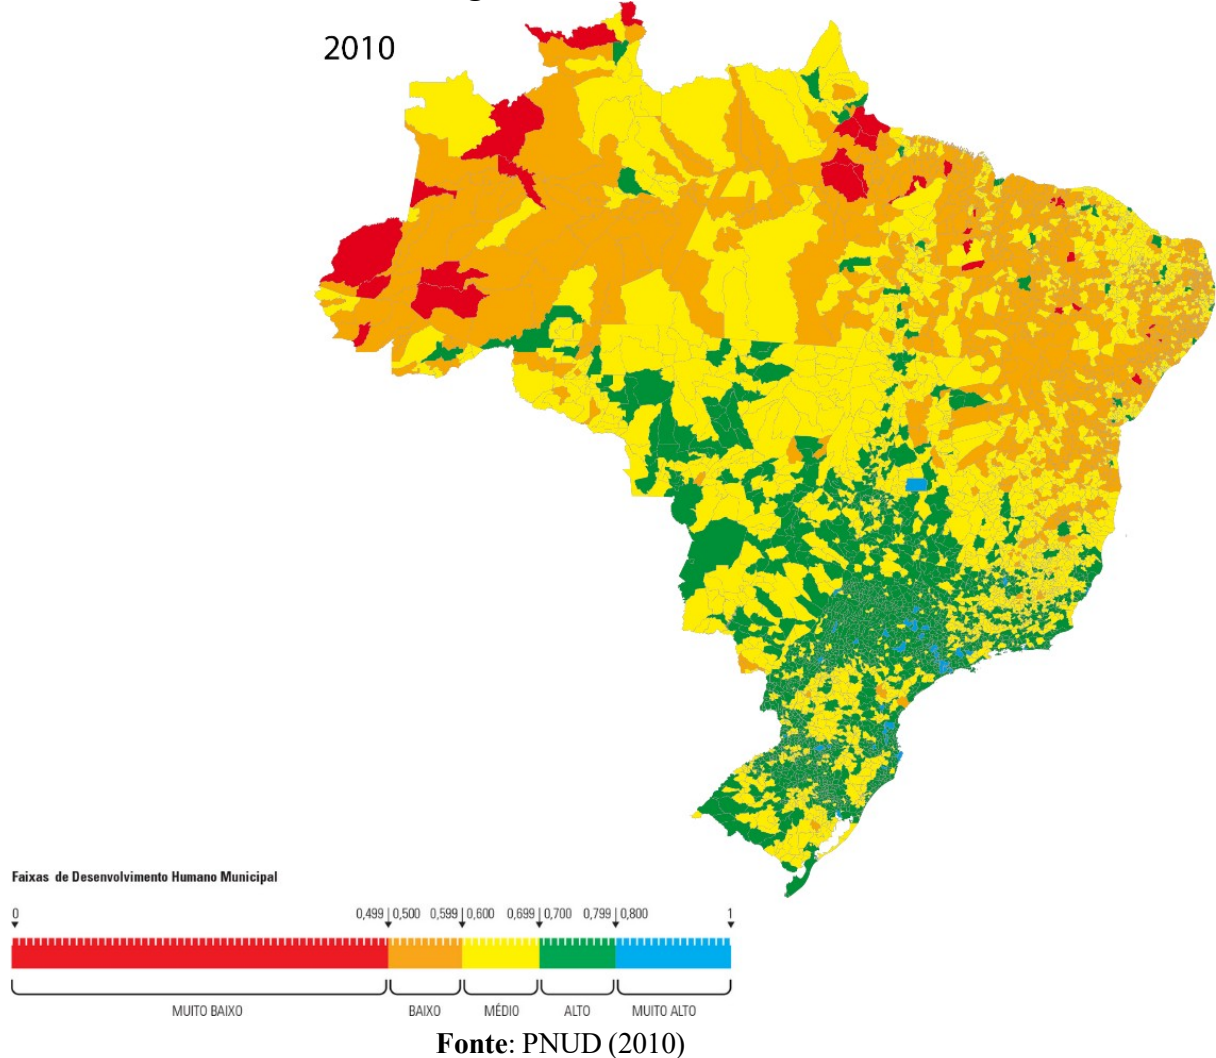 2010
Faixas de Desenvolvimento Humano Municipal
0 0,499 0,500 0,599 0,600 0,699 0,700 0,799 0,800 1
MUITO BAIXO BAIXO MÉDIO ALTO MUITO ALTO
Fonte: PNUD (2010)